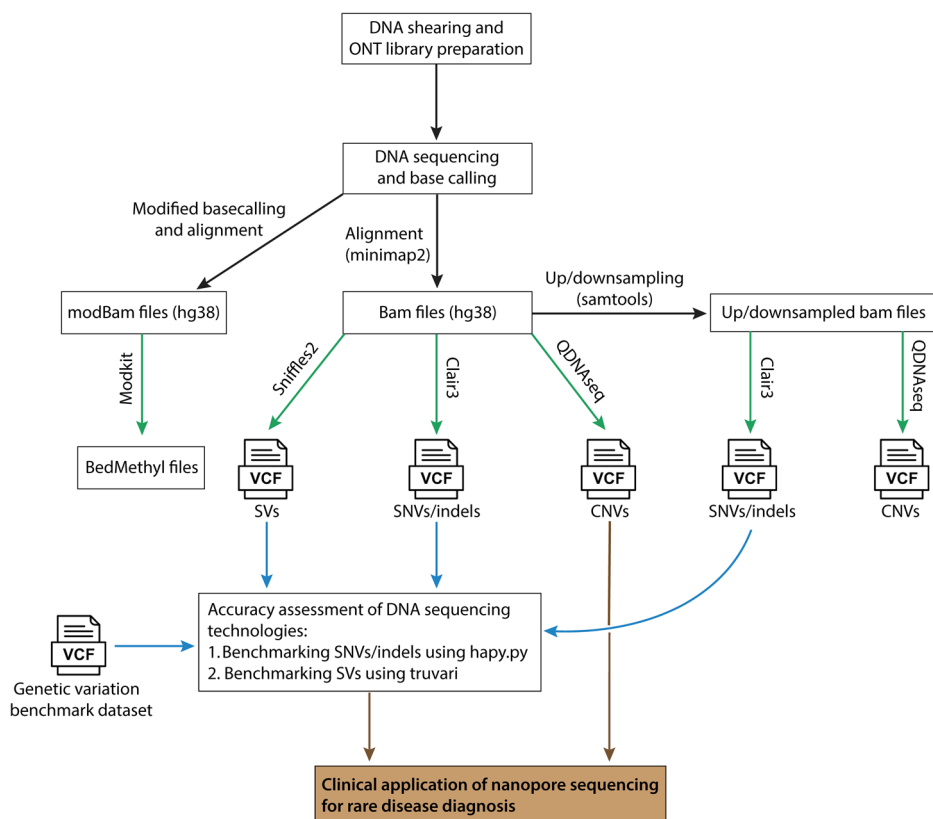 DNA shearing and
ONT library preparation
DNA sequencing
and base calling
Modified basecalling
and alignment
Alignment
(minimap2)
Up/downsampling
(samtools)
modBam files (hg38)
Bam files (hg38)
Up/downsampled bam files
Modkit
Sniffles2
Clair3
QDNAseq
Clair3
QDNAseq
BedMethyl files
VCF
SVs
VCF
SNVs/indels
VCF
CNVs
VCF
SNVs/indels
VCF
CNVs
Accuracy assessment of DNA sequencing
technologies:
1. Benchmarking SNVs/indels using hapy.py
2. Benchmarking SVs using truvari
VCF
Genetic variation
benchmark dataset
Clinical application of nanopore sequencing
for rare disease diagnosis